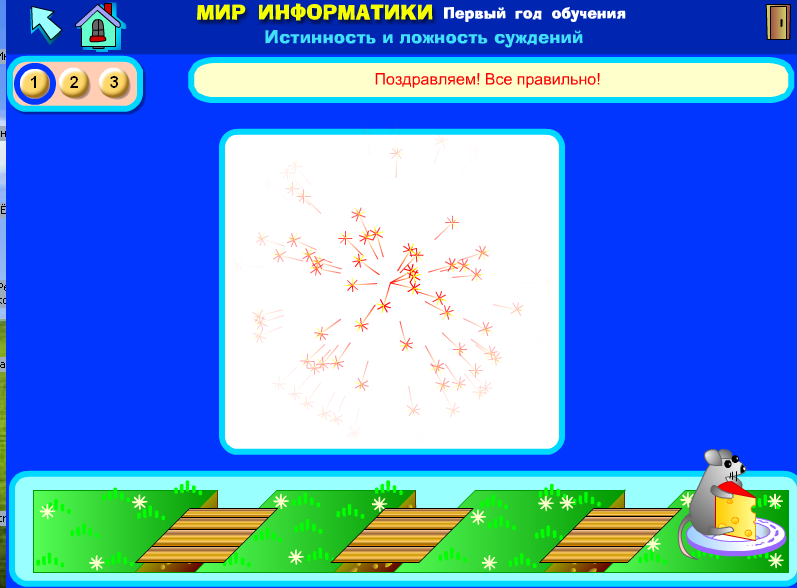 МИР ИНФОРМАТИКИ Первый год обучения
Истинность и ложность суждений
1 2 3
Поздравляем! Все правильно!